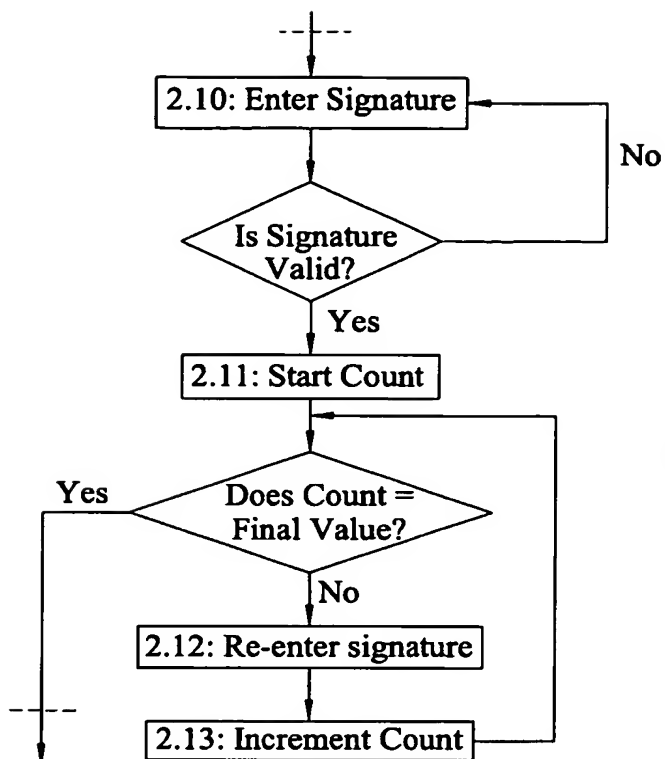 2.10: Enter Signature
No
Is Signature
Valid?
Yes
2.11: Start Count
Yes
Does Count =
Final Value?
No
2.12: Re-enter signature
2.13: Increment Count